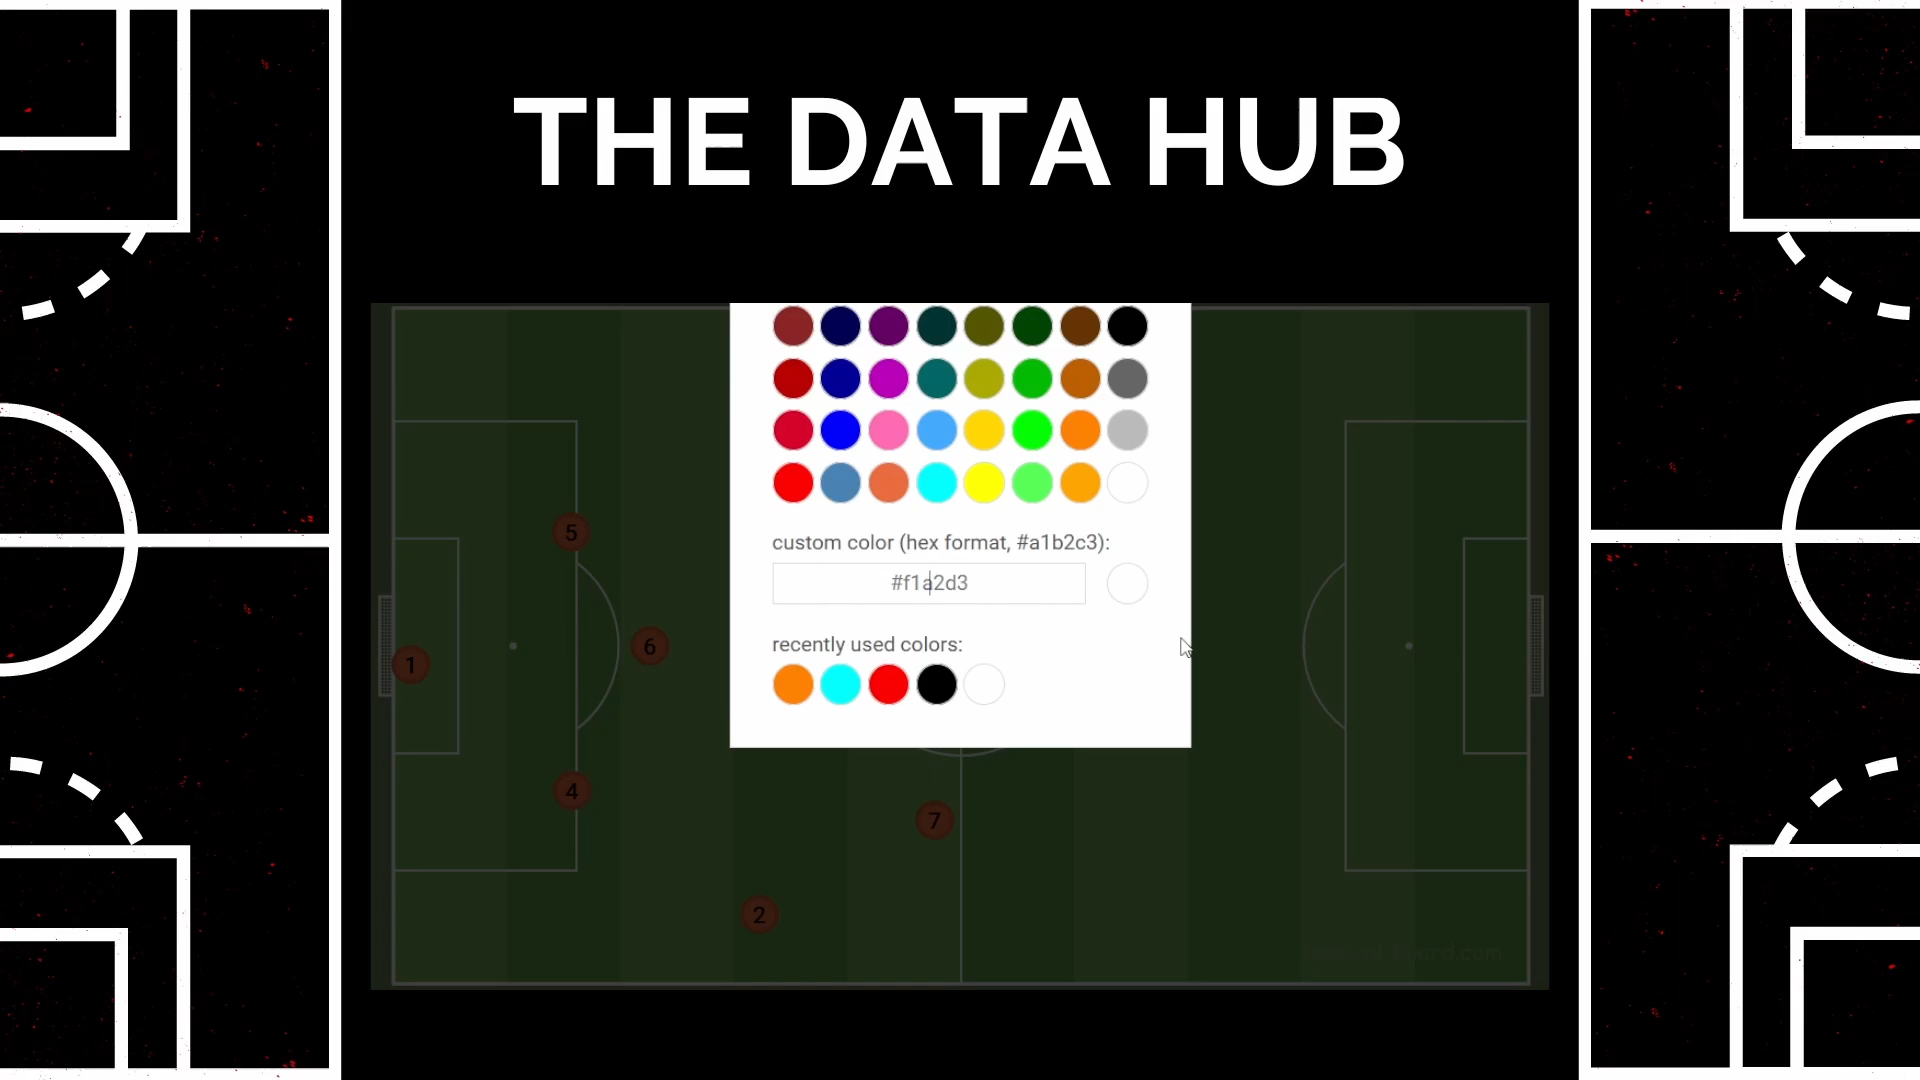 THE DATA HUB
custom color (hex format, #a1b2c3):
#f1a2d3
recently used colors:
5
6
1
4
7
2